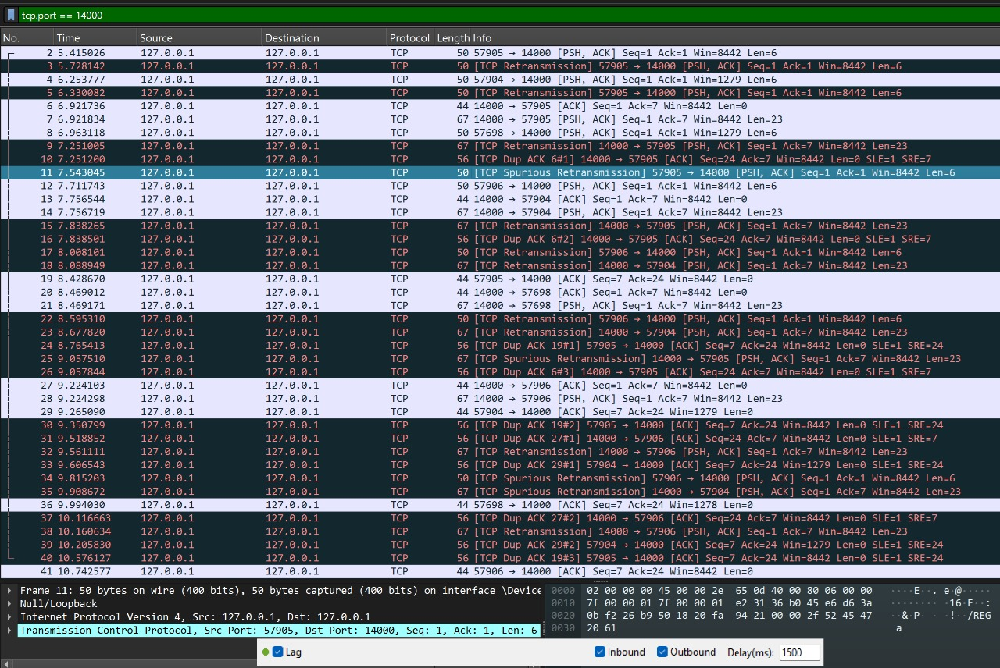 tcp.port == 14000
No. Time Source Destination Protocol Length Info
2 5.415026 127.0.0.1 127.0.0.1 TCP 50 57905 → 14000 [PSH, ACK] Seq=1 Ack=1 Win=8442 Len=6
3 5.728142 127.0.0.1 127.0.0.1 TCP 50 [TCP Retransmission] 57905 → 14000 [PSH, ACK] Seq=1 Ack=1 Win=8442 Len=6
4 6.253777 127.0.0.1 127.0.0.1 TCP 50 57904 → 14000 [PSH, ACK] Seq=1 Ack=1 Win=1279 Len=6
5 6.330082 127.0.0.1 127.0.0.1 TCP 50 [TCP Retransmission] 57905 → 14000 [PSH, ACK] Seq=1 Ack=1 Win=8442 Len=6
6 6.921736 127.0.0.1 127.0.0.1 TCP 44 14000 → 57905 [ACK] Seq=1 Ack=7 Win=8442 Len=0
7 6.921834 127.0.0.1 127.0.0.1 TCP 67 14000 → 57905 [PSH, ACK] Seq=1 Ack=7 Win=8442 Len=23
8 6.963118 127.0.0.1 127.0.0.1 TCP 50 57698 → 14000 [PSH, ACK] Seq=1 Ack=1 Win=1279 Len=6
9 7.251005 127.0.0.1 127.0.0.1 TCP 67 [TCP Retransmission] 14000 → 57905 [PSH, ACK] Seq=1 Ack=7 Win=8442 Len=23
10 7.251200 127.0.0.1 127.0.0.1 TCP 56 [TCP Dup ACK 6#1] 14000 → 57905 [ACK] Seq=24 Ack=7 Win=8442 Len=0 SLE=1 SRE=7
11 7.543045 127.0.0.1 127.0.0.1 TCP 50 [TCP Spurious Retransmission] 57905 → 14000 [PSH, ACK] Seq=1 Ack=1 Win=8442 Len=6
12 7.711743 127.0.0.1 127.0.0.1 TCP 50 57906 → 14000 [PSH, ACK] Seq=1 Ack=1 Win=8442 Len=6
13 7.756544 127.0.0.1 127.0.0.1 TCP 44 14000 → 57904 [ACK] Seq=1 Ack=7 Win=8442 Len=0
14 7.756719 127.0.0.1 127.0.0.1 TCP 67 14000 → 57904 [PSH, ACK] Seq=1 Ack=7 Win=8442 Len=23
15 7.838265 127.0.0.1 127.0.0.1 TCP 67 [TCP Retransmission] 14000 → 57905 [PSH, ACK] Seq=1 Ack=7 Win=8442 Len=23
16 7.838501 127.0.0.1 127.0.0.1 TCP 56 [TCP Dup ACK 6#2] 14000 → 57905 [ACK] Seq=24 Ack=7 Win=8442 Len=0 SLE=1 SRE=7
17 8.008101 127.0.0.1 127.0.0.1 TCP 50 [TCP Retransmission] 57906 → 14000 [PSH, ACK] Seq=1 Ack=1 Win=8442 Len=6
18 8.088949 127.0.0.1 127.0.0.1 TCP 67 [TCP Retransmission] 14000 → 57904 [PSH, ACK] Seq=1 Ack=7 Win=8442 Len=23
19 8.428670 127.0.0.1 127.0.0.1 TCP 44 57905 → 14000 [ACK] Seq=7 Ack=24 Win=8442 Len=0
20 8.469012 127.0.0.1 127.0.0.1 TCP 44 14000 → 57698 [ACK] Seq=1 Ack=7 Win=8442 Len=0
21 8.469171 127.0.0.1 127.0.0.1 TCP 67 14000 → 57698 [PSH, ACK] Seq=1 Ack=7 Win=8442 Len=23
22 8.595310 127.0.0.1 127.0.0.1 TCP 50 [TCP Retransmission] 57906 → 14000 [PSH, ACK] Seq=1 Ack=1 Win=8442 Len=6
23 8.677820 127.0.0.1 127.0.0.1 TCP 67 [TCP Retransmission] 14000 → 57904 [PSH, ACK] Seq=1 Ack=7 Win=8442 Len=23
24 8.765413 127.0.0.1 127.0.0.1 TCP 56 [TCP Dup ACK 19#1] 57905 → 14000 [ACK] Seq=7 Ack=24 Win=8442 Len=0 SLE=1 SRE=24
25 9.057510 127.0.0.1 127.0.0.1 TCP 67 [TCP Spurious Retransmission] 14000 → 57905 [PSH, ACK] Seq=1 Ack=7 Win=8442 Len=23
26 9.057844 127.0.0.1 127.0.0.1 TCP 56 [TCP Dup ACK 6#3] 14000 → 57905 [ACK] Seq=24 Ack=7 Win=8442 Len=0 SLE=1 SRE=7
27 9.224103 127.0.0.1 127.0.0.1 TCP 44 14000 → 57906 [ACK] Seq=1 Ack=7 Win=8442 Len=0
28 9.224298 127.0.0.1 127.0.0.1 TCP 67 14000 → 57906 [PSH, ACK] Seq=1 Ack=7 Win=8442 Len=23
29 9.265090 127.0.0.1 127.0.0.1 TCP 44 57904 → 14000 [ACK] Seq=7 Ack=24 Win=1279 Len=0
30 9.350799 127.0.0.1 127.0.0.1 TCP 56 [TCP Dup ACK 19#2] 57905 → 14000 [ACK] Seq=7 Ack=24 Win=8442 Len=0 SLE=1 SRE=24
31 9.518852 127.0.0.1 127.0.0.1 TCP 56 [TCP Dup ACK 27#1] 14000 → 57906 [ACK] Seq=24 Ack=7 Win=8442 Len=0 SLE=1 SRE=7
32 9.561111 127.0.0.1 127.0.0.1 TCP 67 [TCP Retransmission] 14000 → 57906 [PSH, ACK] Seq=1 Ack=7 Win=8442 Len=23
33 9.606543 127.0.0.1 127.0.0.1 TCP 56 [TCP Dup ACK 29#1] 57904 → 14000 [ACK] Seq=7 Ack=24 Win=1279 Len=0 SLE=1 SRE=24
34 9.815203 127.0.0.1 127.0.0.1 TCP 50 [TCP Spurious Retransmission] 57906 → 14000 [PSH, ACK] Seq=1 Ack=1 Win=8442 Len=6
35 9.908672 127.0.0.1 127.0.0.1 TCP 67 [TCP Spurious Retransmission] 14000 → 57904 [PSH, ACK] Seq=1 Ack=7 Win=8442 Len=23
36 9.994030 127.0.0.1 127.0.0.1 TCP 44 57698 → 14000 [ACK] Seq=7 Ack=24 Win=1278 Len=0
37 10.116663 127.0.0.1 127.0.0.1 TCP 56 [TCP Dup ACK 27#2] 14000 → 57906 [ACK] Seq=24 Ack=7 Win=8442 Len=0 SLE=1 SRE=7
38 10.160634 127.0.0.1 127.0.0.1 TCP 67 [TCP Retransmission] 14000 → 57906 [PSH, ACK] Seq=1 Ack=7 Win=8442 Len=23
39 10.205830 127.0.0.1 127.0.0.1 TCP 56 [TCP Dup ACK 29#2] 57904 → 14000 [ACK] Seq=7 Ack=24 Win=1279 Len=0 SLE=1 SRE=24
40 10.576127 127.0.0.1 127.0.0.1 TCP 56 [TCP Dup ACK 19#3] 57905 → 14000 [ACK] Seq=7 Ack=24 Win=8442 Len=0 SLE=1 SRE=24
41 10.742577 127.0.0.1 127.0.0.1 TCP 44 57906 → 14000 [ACK] Seq=7 Ack=24 Win=8442 Len=0
Frame 11: 50 bytes on wire (400 bits), 50 bytes captured (400 bits) on interface \Device
Null/Loopback
Internet Protocol Version 4, Src: 127.0.0.1, Dst: 127.0.0.1
Transmission Control Protocol, Src Port: 57905, Dst Port: 14000, Seq: 1, Ack: 1, Len: 6
0000 02 00 00 00 45 00 00 2e 65 0d 40 00 80 06 00 00 ····E··. e·@·····
0010 7f 00 00 01 7f 00 00 01 e2 31 36 b0 45 e6 d6 3a ········ ·16·E··:
0020 0b f2 26 b9 50 18 20 fa 94 21 00 00 2f 52 45 47 ··&·P· · ·!··/REG
0030 20 61 a
Lag Inbound Outbound Delay(ms): 1500